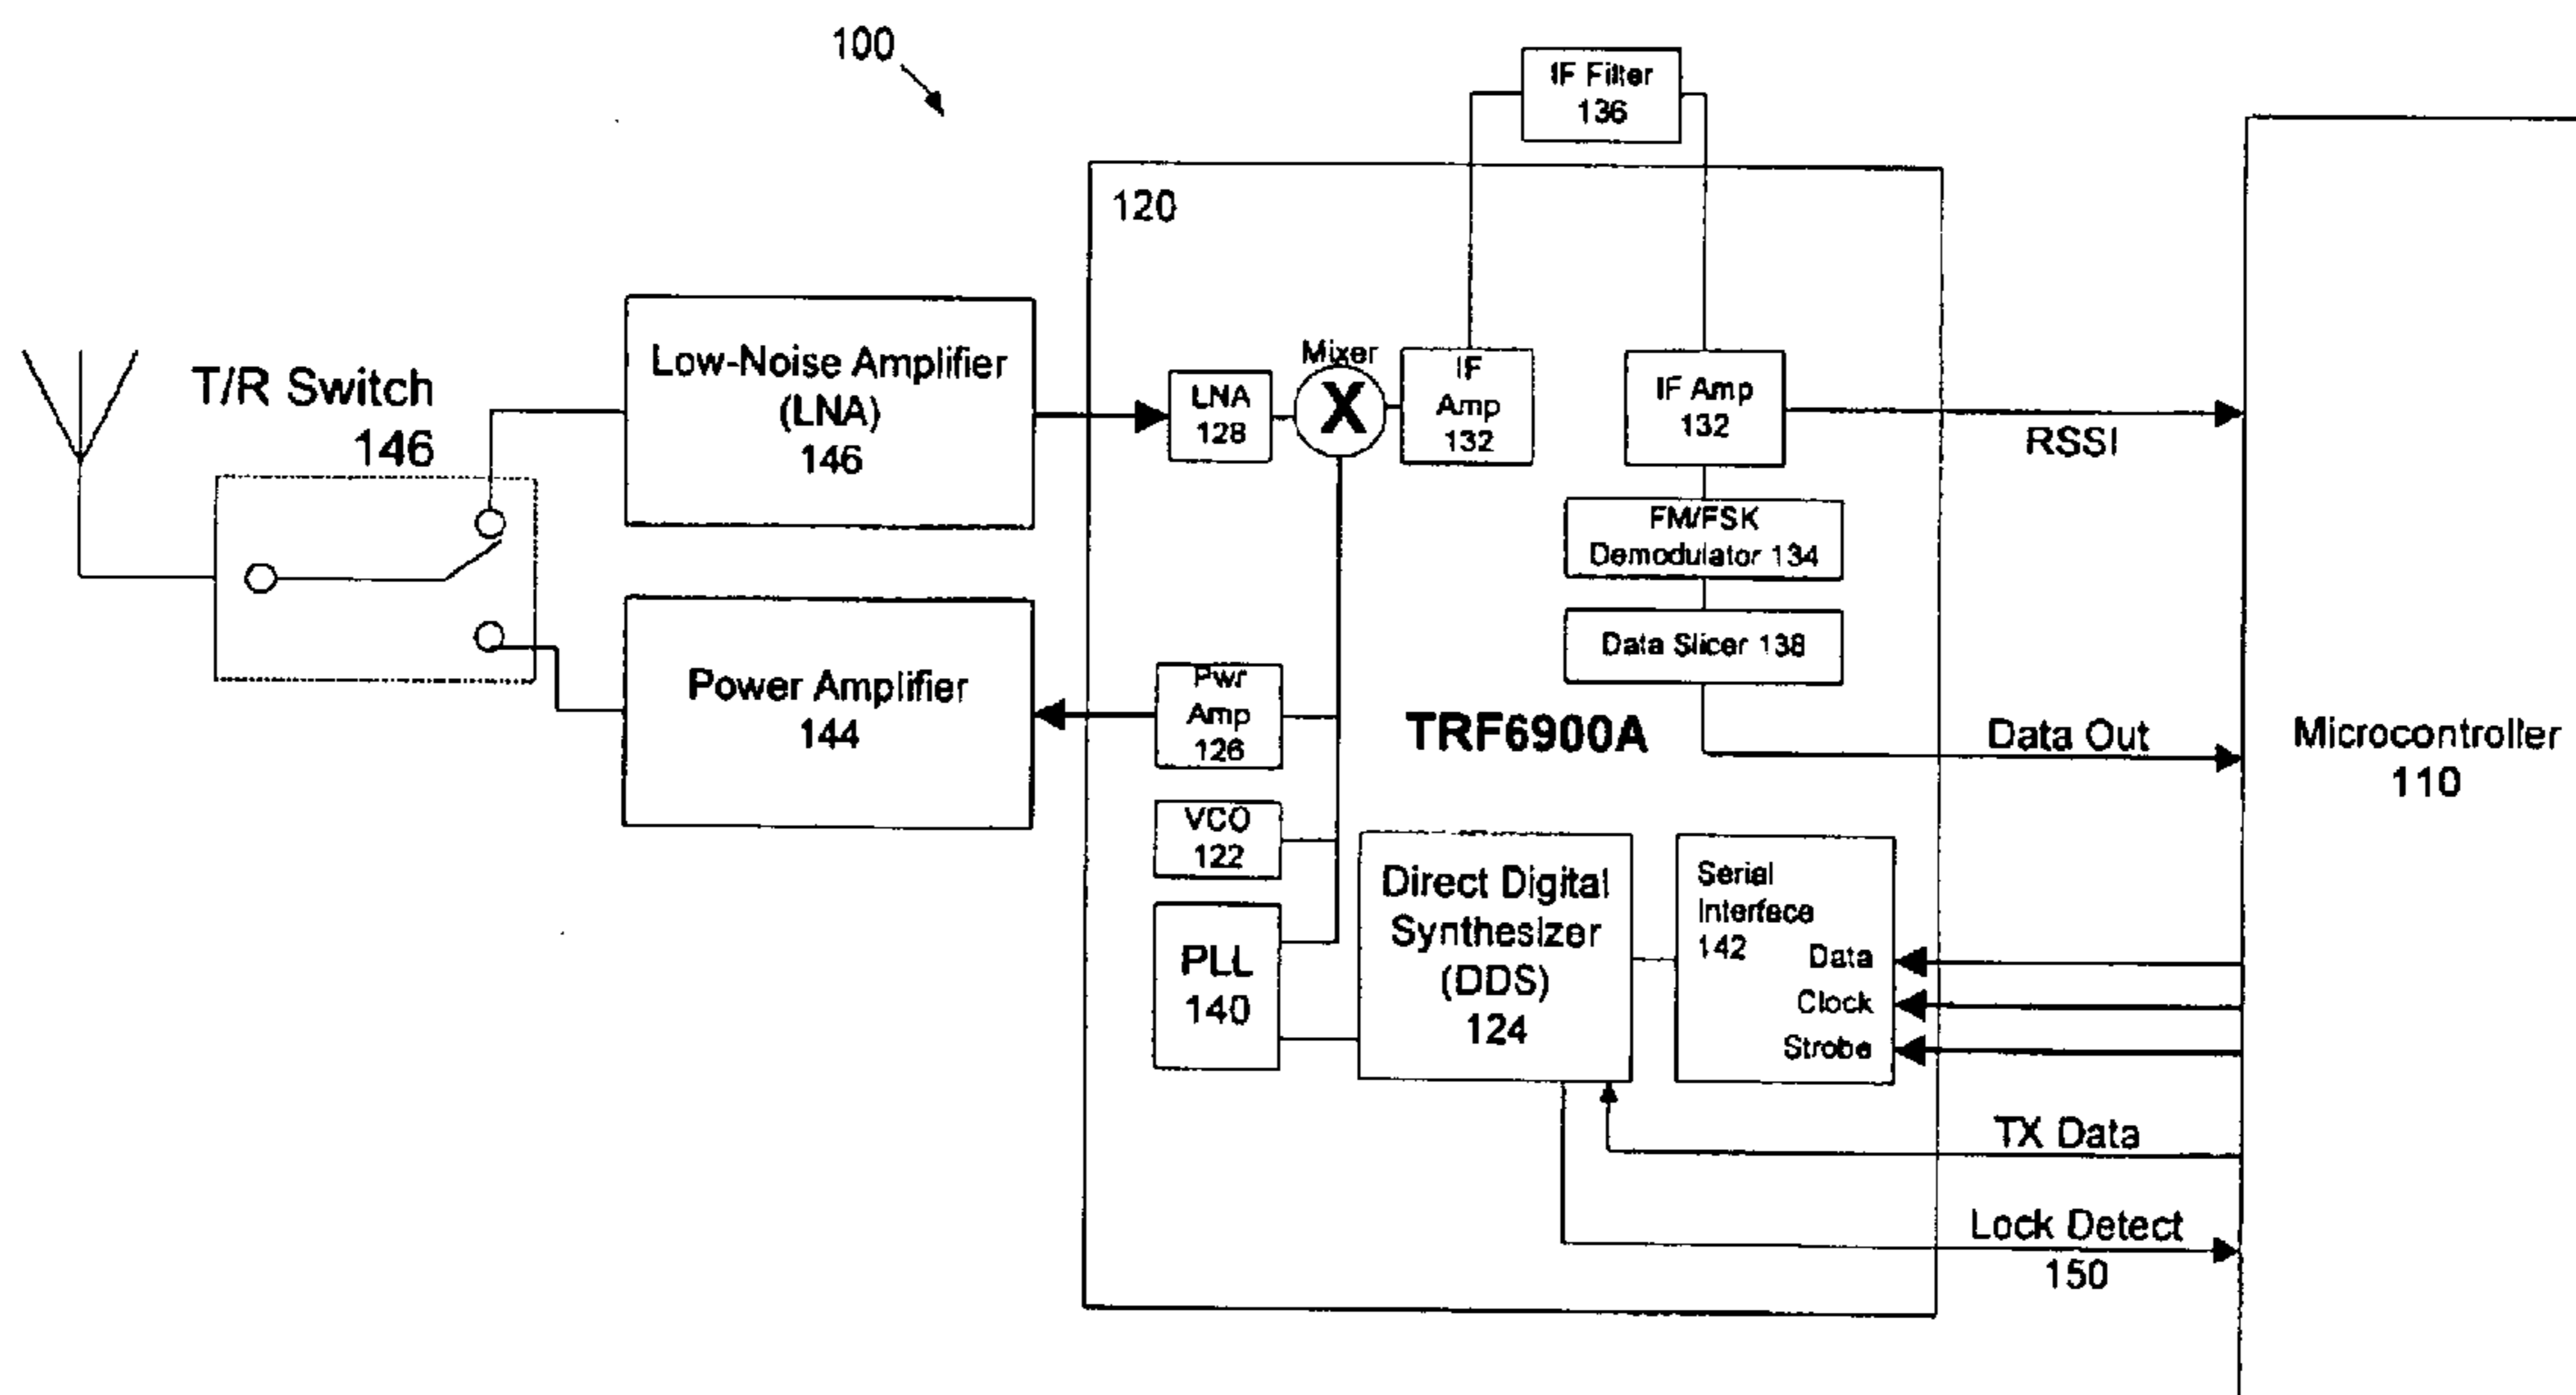 100
IF Filter
136
120
T/R Switch
146
Low-Noise Amplifier
(LNA)
146
LNA
128
Mixer
X
IF
Amp
132
IF Amp
132
RSSI
FM/FSK
Demodulator 134
Data Slicer 138
Power Amplifier
144
Pwr
Amp
126
TRF6900A
Data Out
Microcontroller
110
VCO
122
PLL
140
Direct Digital
Synthesizer
(DDS)
124
Serial
Interface
142
Data
Clock
Strobe
TX Data
Lock Detect
150